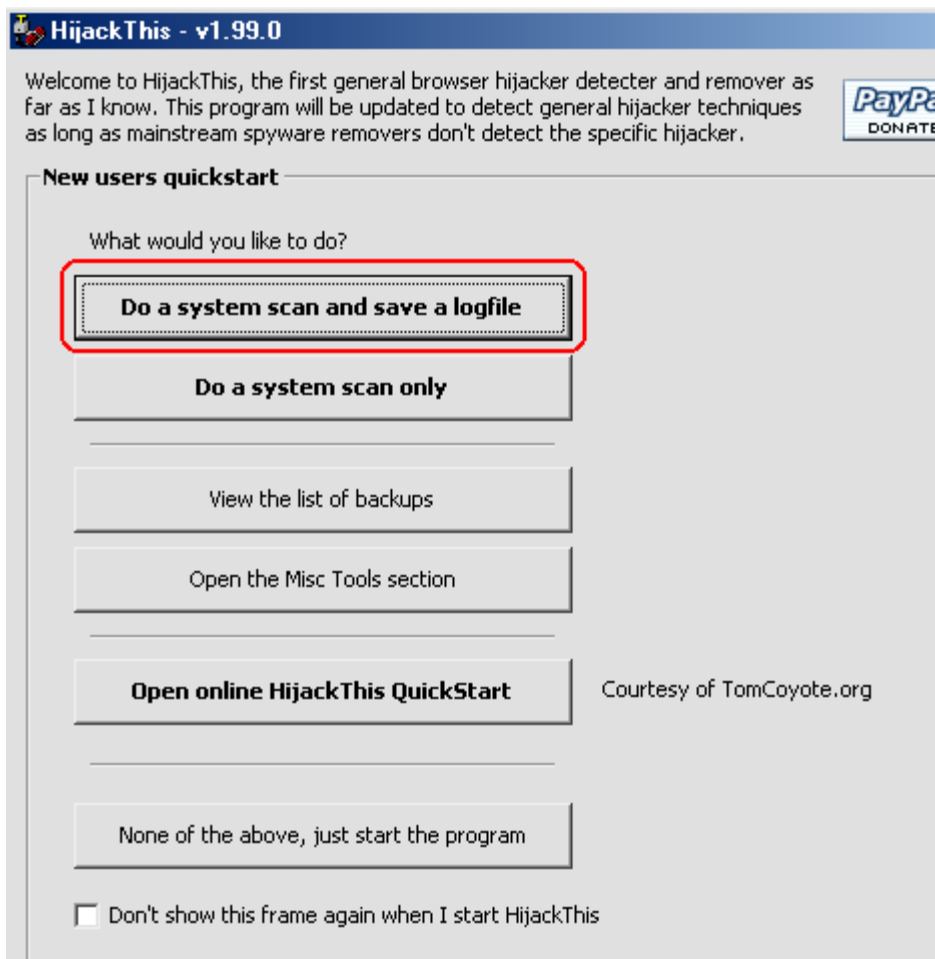 HijackThis - v1.99.0
Welcome to HijackThis, the first general browser hijacker detecter and remover as
far as I know. This program will be updated to detect general hijacker techniques
as long as mainstream spyware removers don't detect the specific hijacker.
DONATE
New users quickstart
What would you like to do?
Do a system scan and save a logfile
Do a system scan only
View the list of backups
Open the Misc Tools section
Open online HijackThis QuickStart
Courtesy of TomCoyote.org
None of the above, just start the program
Don't show this frame again when I start HijackThis